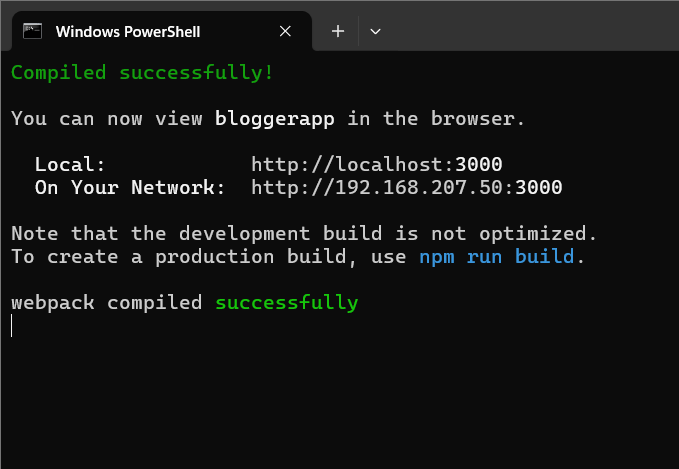 Windows PowerShell
Compiled successfully!
You can now view bloggerapp in the browser.
Local: http://localhost:3000
On Your Network: http://192.168.207.50:3000
Note that the development build is not optimized.
To create a production build, use npm run build.
webpack compiled successfully